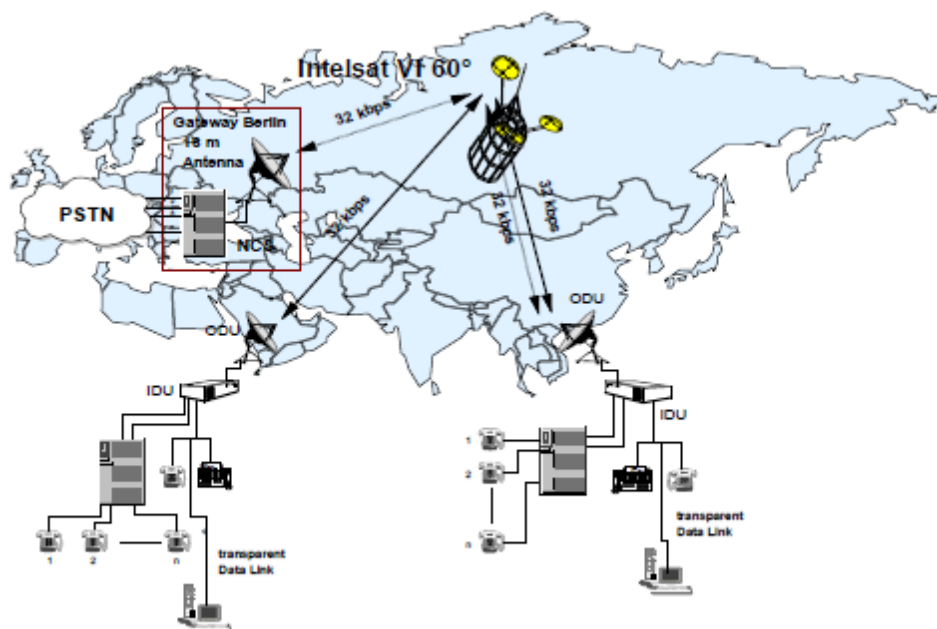 Intelsat Vf 60°
32 kbps
Gateway Berlin
18 m
Antenna
PSTN
NCS
32 kbps
32 kbps
32 kbps
ODU
ODU
IDU
IDU
1
2
n
1
2
n
transparent
Data Link
transparent
Data Link